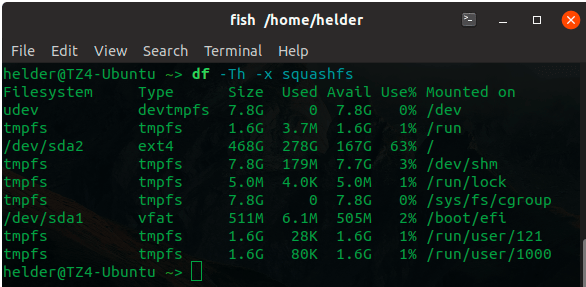 fish /home/helder
File Edit View Search Terminal Help
helder@TZ4-Ubuntu ~> df -Th -x squashfs
Filesystem     Type      Size  Used Avail Use% Mounted on
udev           devtmpfs  7.8G     0  7.8G   0% /dev
tmpfs          tmpfs     1.6G  3.7M  1.6G   1% /run
/dev/sda2      ext4      468G  278G  167G  63% /
tmpfs          tmpfs     7.8G  179M  7.7G   3% /dev/shm
tmpfs          tmpfs     5.0M  4.0K  5.0M   1% /run/lock
tmpfs          tmpfs     7.8G     0  7.8G   0% /sys/fs/cgroup
/dev/sda1      vfat      511M  6.1M  505M   2% /boot/efi
tmpfs          tmpfs     1.6G   28K  1.6G   1% /run/user/121
tmpfs          tmpfs     1.6G   80K  1.6G   1% /run/user/1000
helder@TZ4-Ubuntu ~>